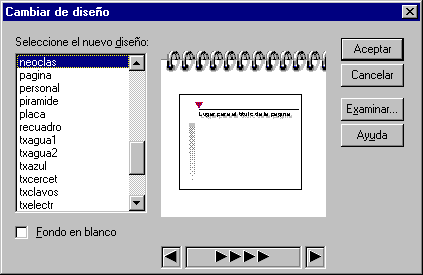 Cambiar de diseño
Seleccione el nuevo diseño:
neoclas
pagina
personal
piramide
placa
recuadro
txagua1
txagua2
txazul
txcercet
txclavos
txelectr
Fondo en blanco
Lugar para el título de la página
Aceptar
Cancelar
Examinar...
Ayuda